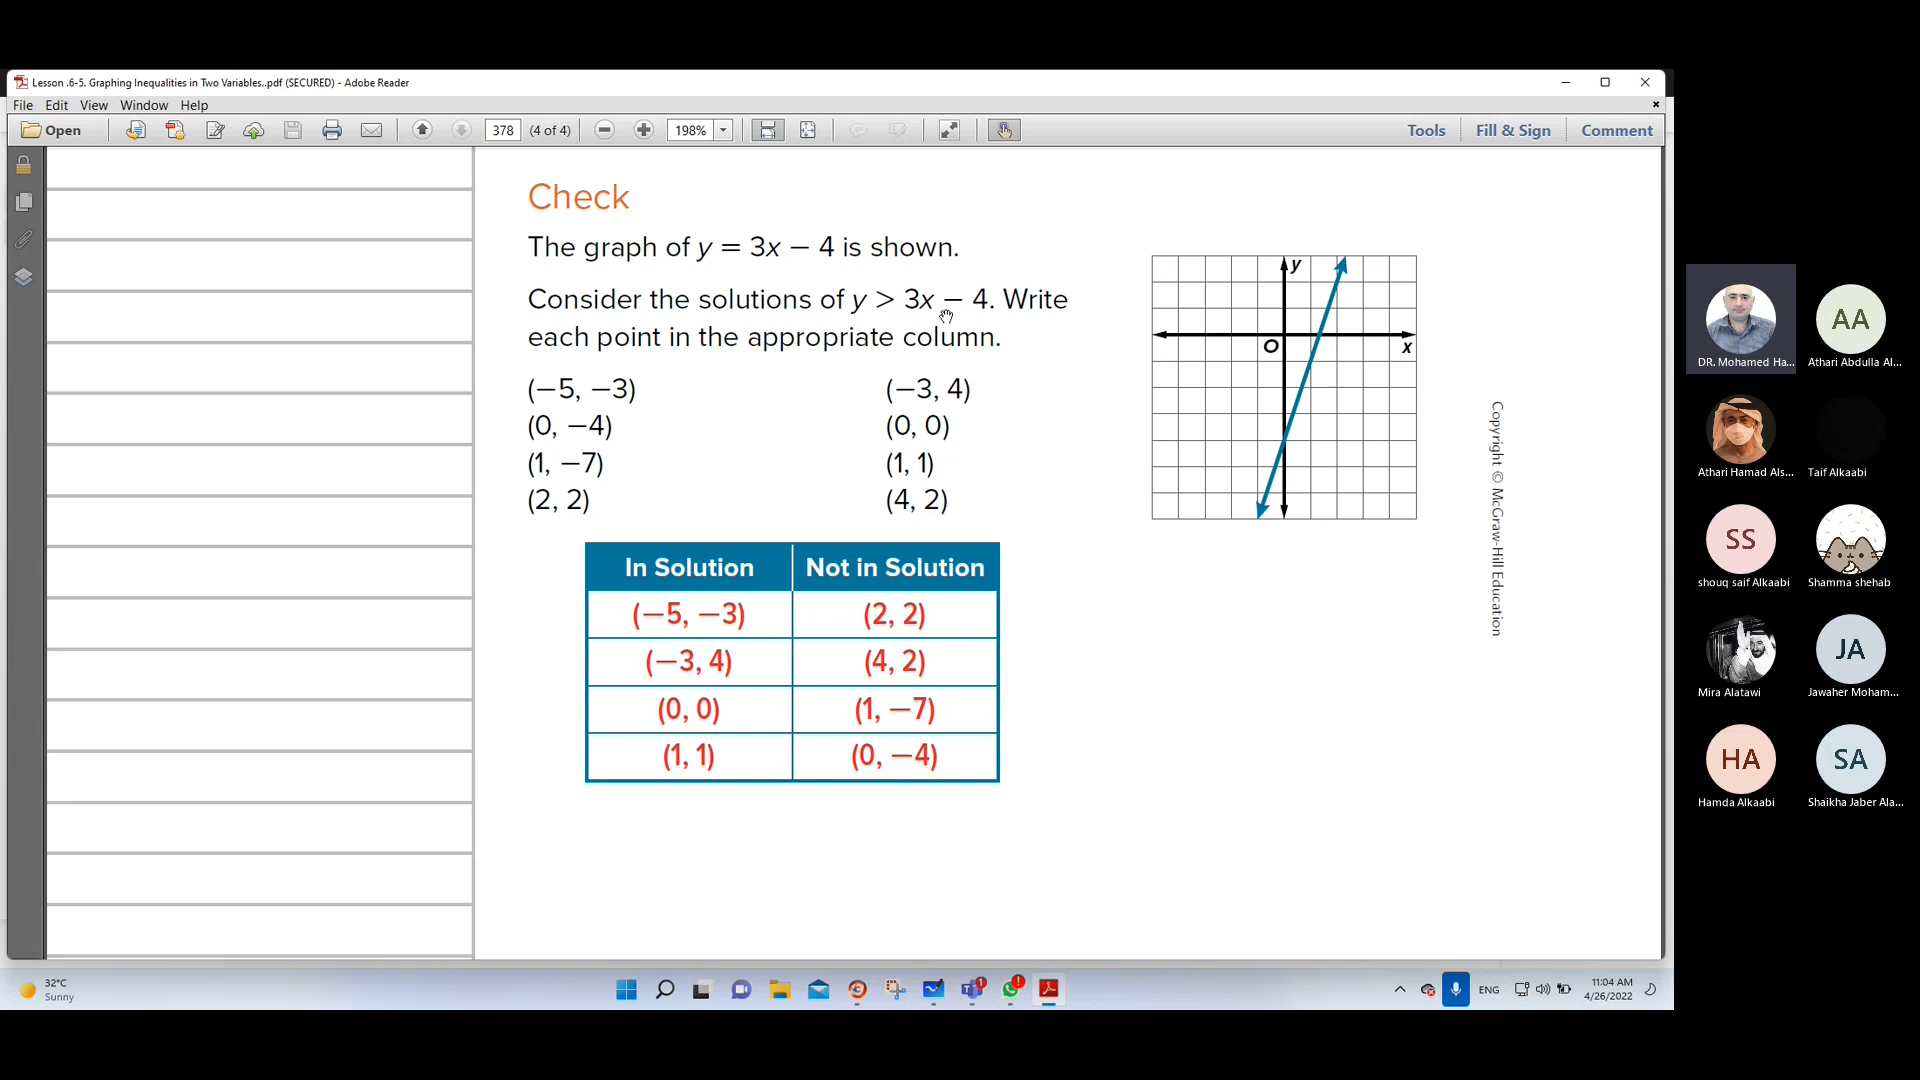 Lesson .6-5. Graphing Inequalities in Two Variables..pdf (SECURED) - Adobe Reader
File Edit View Window Help
Open 378 (4 of 4) 198% Tools Fill & Sign Comment
Check
The graph of y = 3x − 4 is shown.
Consider the solutions of y > 3x − 4. Write
each point in the appropriate column.
(−5, −3) (−3, 4)
(0, −4) (0, 0)
(1, −7) (1, 1)
(2, 2) (4, 2)
In Solution Not in Solution
(−5, −3) (2, 2)
(−3, 4) (4, 2)
(0, 0) (1, −7)
(1, 1) (0, −4)
y
O
x
Copyright © McGraw-Hill Education
DR. Mohamed Ha...
AA
Athari Abdulla Al...
Athari Hamad Als...
Taif Alkaabi
SS
shouq saif Alkaabi
Shamma shehab
Mira Alatawi
JA
Jawaher Moham...
HA
Hamda Alkaabi
SA
Shaikha Jaber Ala...
32°C
Sunny
1
ENG
11:04 AM
4/26/2022